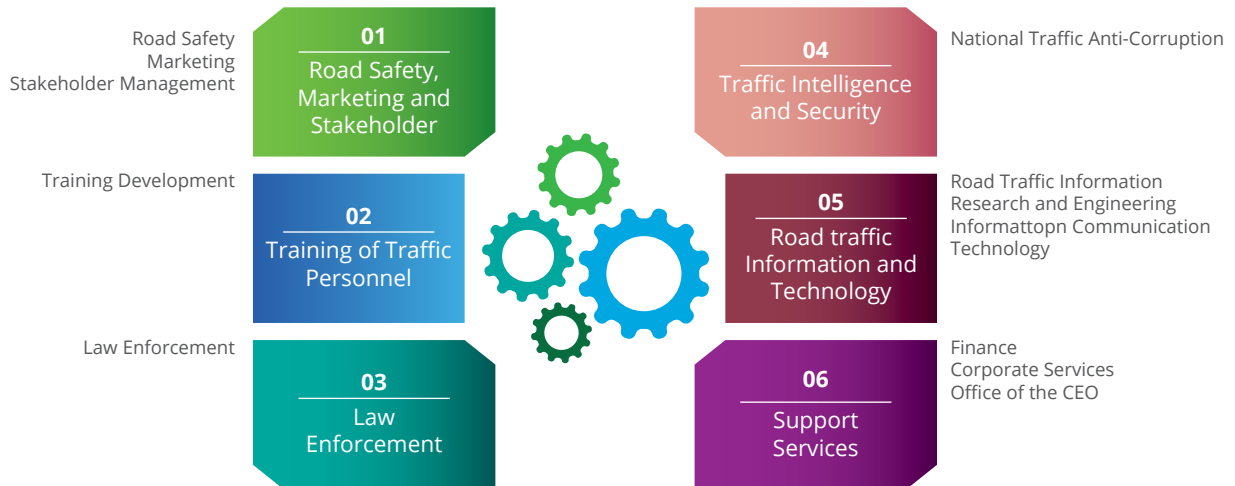 Road Safety
Marketing
Stakeholder Management
01
Road Safety,
Marketing and
Stakeholder
Training Development
02
Training of Traffic
Personnel
Law Enforcement
03
Law
Enforcement
04
Traffic Intelligence
and Security
National Traffic Anti-Corruption
05
Road traffic
Information and
Technology
Road Traffic Information
Research and Engineering
Informattopn Communication
Technology
06
Support
Services
Finance
Corporate Services
Office of the CEO